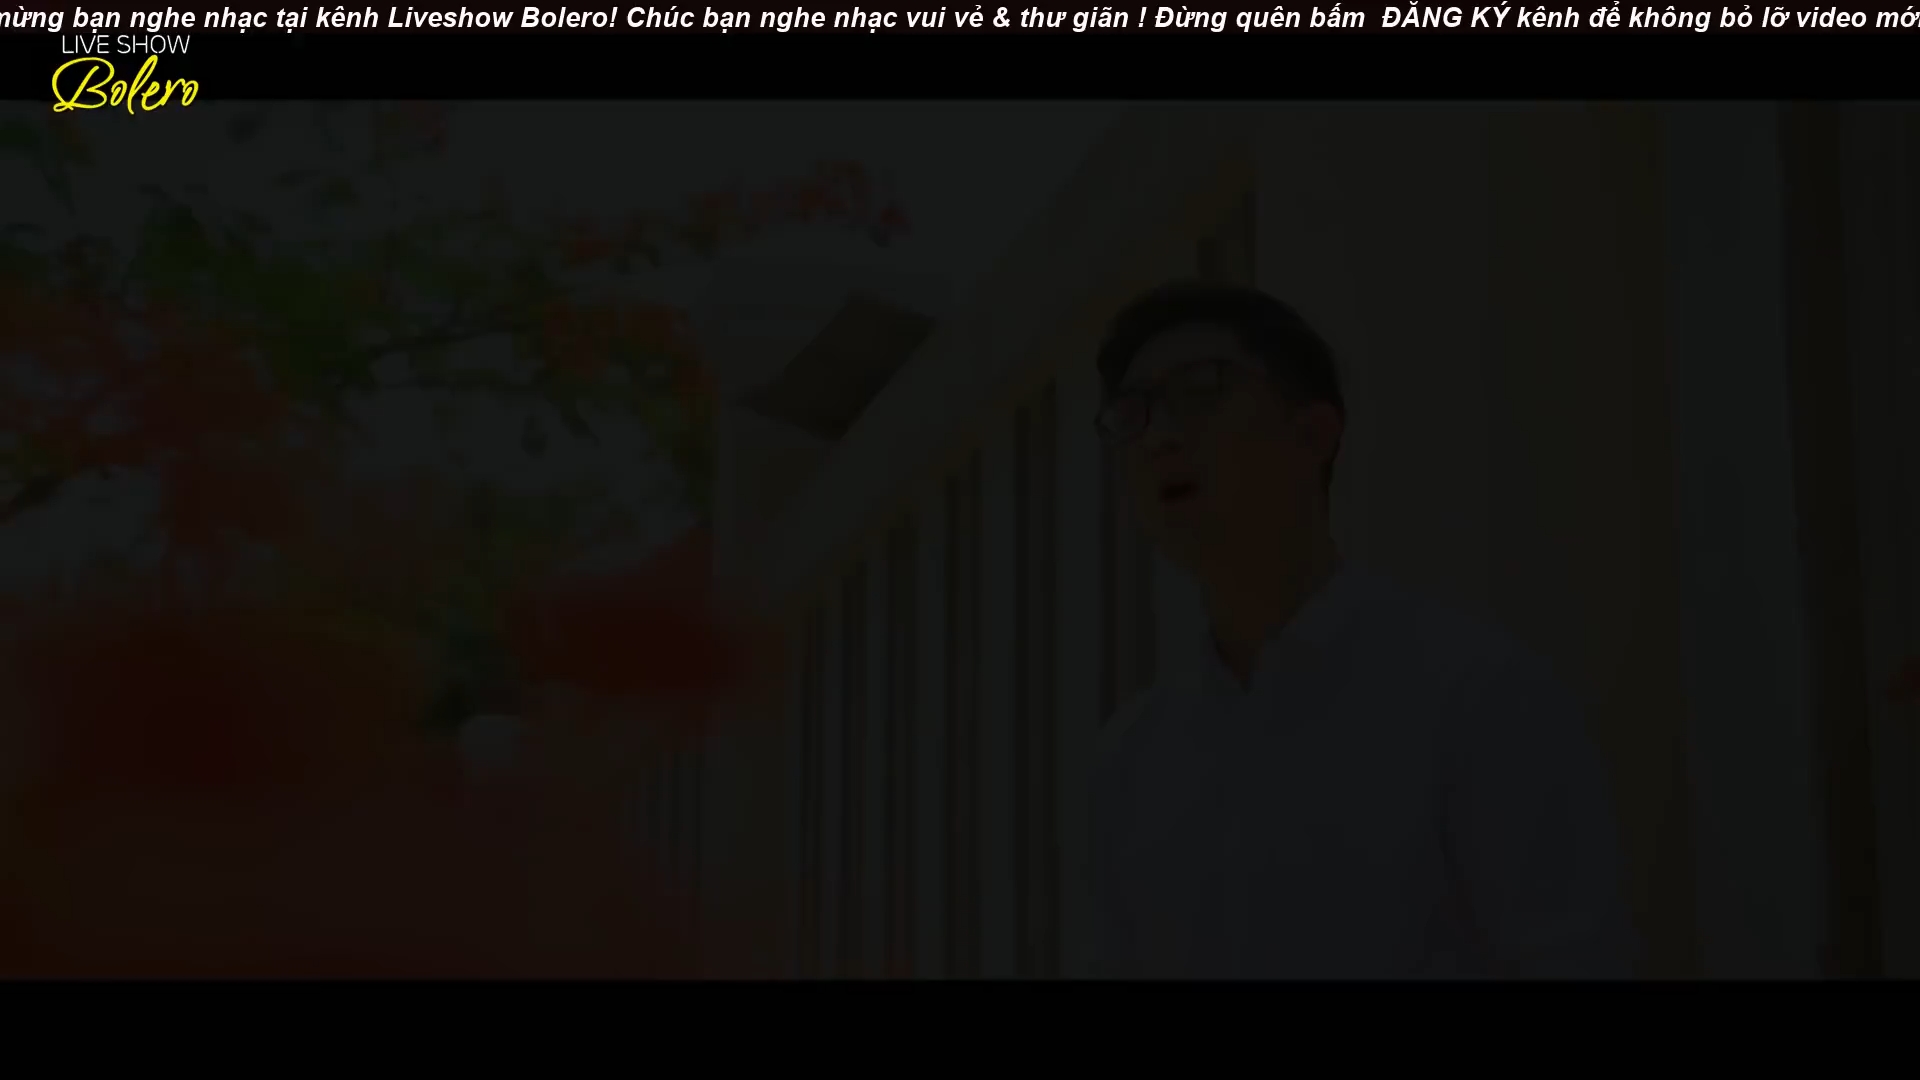 mừng bạn nghe nhạc tại kênh Liveshow Bolero! Chúc bạn nghe nhạc vui vẻ & thư giãn ! Đừng quên bấm ĐĂNG KÝ kênh để không bỏ lỡ video mới
LIVE SHOW
Bolero